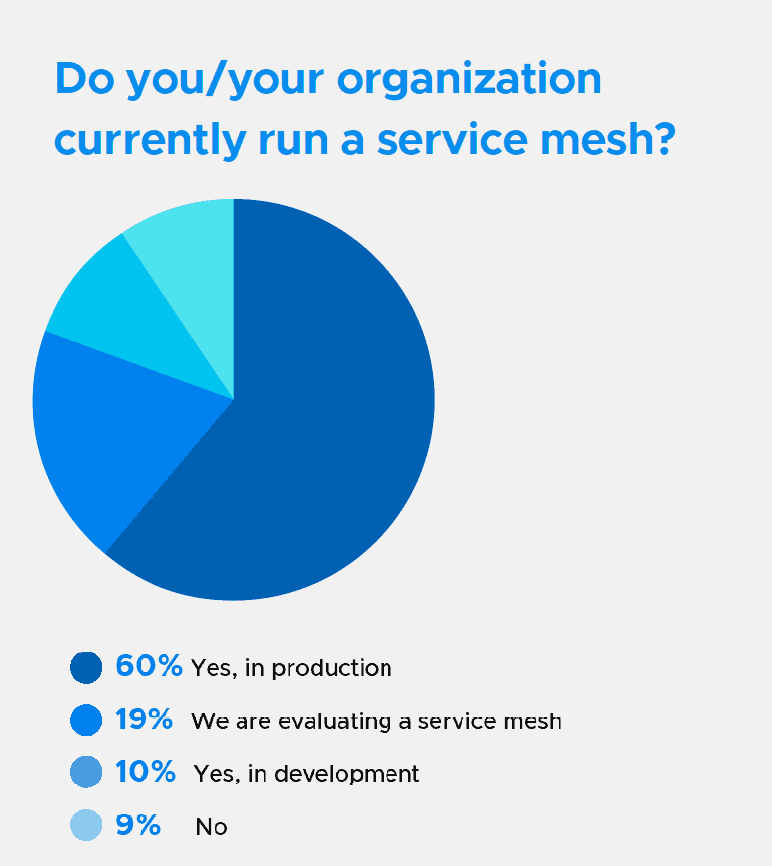 Do you/your organization
currently run a service mesh?
60% Yes, in production
19% We are evaluating a service mesh
10% Yes, in development
9% No